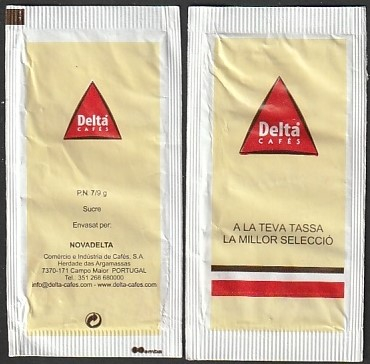 Delta
CAFÉS
P.N. 7/9 g
Sucre
Envasat per:
NOVADELTA
Comércio e Indústria de Cafés, S.A.
Herdade das Argamassas
7370-171 Campo Maior PORTUGAL
Tel. 351 268 680000
info@delta-cafes.com - www.delta-cafes.com
Delta
CAFÉS
A LA TEVA TASSA
LA MILLOR SELECCIÓ